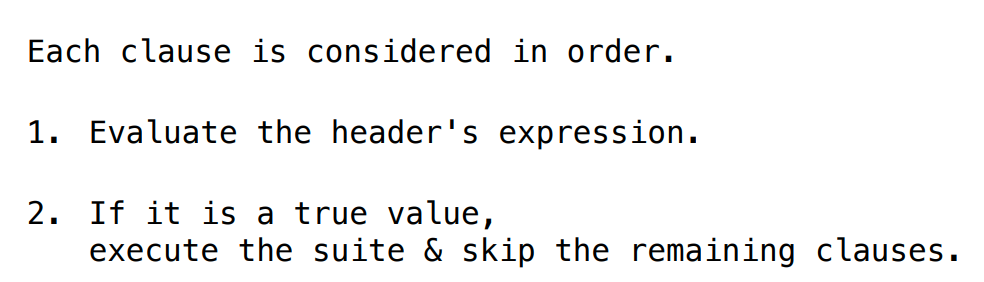 Each clause is considered in order.
1. Evaluate the header's expression.
2. If it is a true value,
execute the suite & skip the remaining clauses.